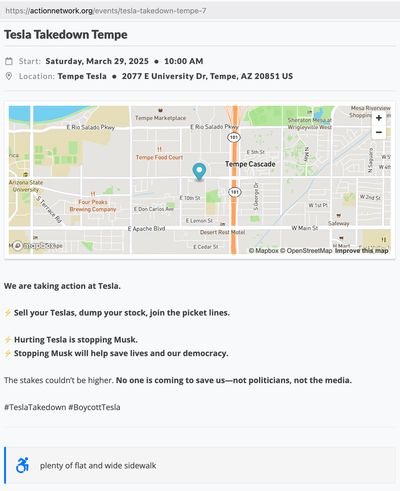 https://actionnetwork.org/events/tesla-takedown-tempe-7
Tesla Takedown Tempe
Start: Saturday, March 29, 2025 ● 10:00 AM
Location: Tempe Tesla ● 2077 E University Dr, Tempe, AZ 20851 US
Tempe Marketplace
E Rio Salado Pkwy
E Rio Salado Pkwy
Mesa Riverview
Shopping
Sheraton Mesa at
Wrigleyville West
+
−
101
E 5th St
Tempe Food Court
Tempe Cascade
N May
N Saguaro
Arizona State
University
101
Four Peaks
Brewing Company
E 10th St
W 2nd St
S Terrace Rd
E Don Carlos Ave
S George Dr
W 1st Pl
E Lemon St
Safeway
E Apache Blvd
Desert Rest Motel
W Main St
E Cedar St
mapbox
© Mapbox © OpenStreetMap Improve this map
We are taking action at Tesla.
⚡ Sell your Teslas, dump your stock, join the picket lines.
⚡ Hurting Tesla is stopping Musk.
⚡ Stopping Musk will help save lives and our democracy.
The stakes couldn't be higher. No one is coming to save us—not politicians, not the media.
#TeslaTakedown #BoycottTesla
plenty of flat and wide sidewalk